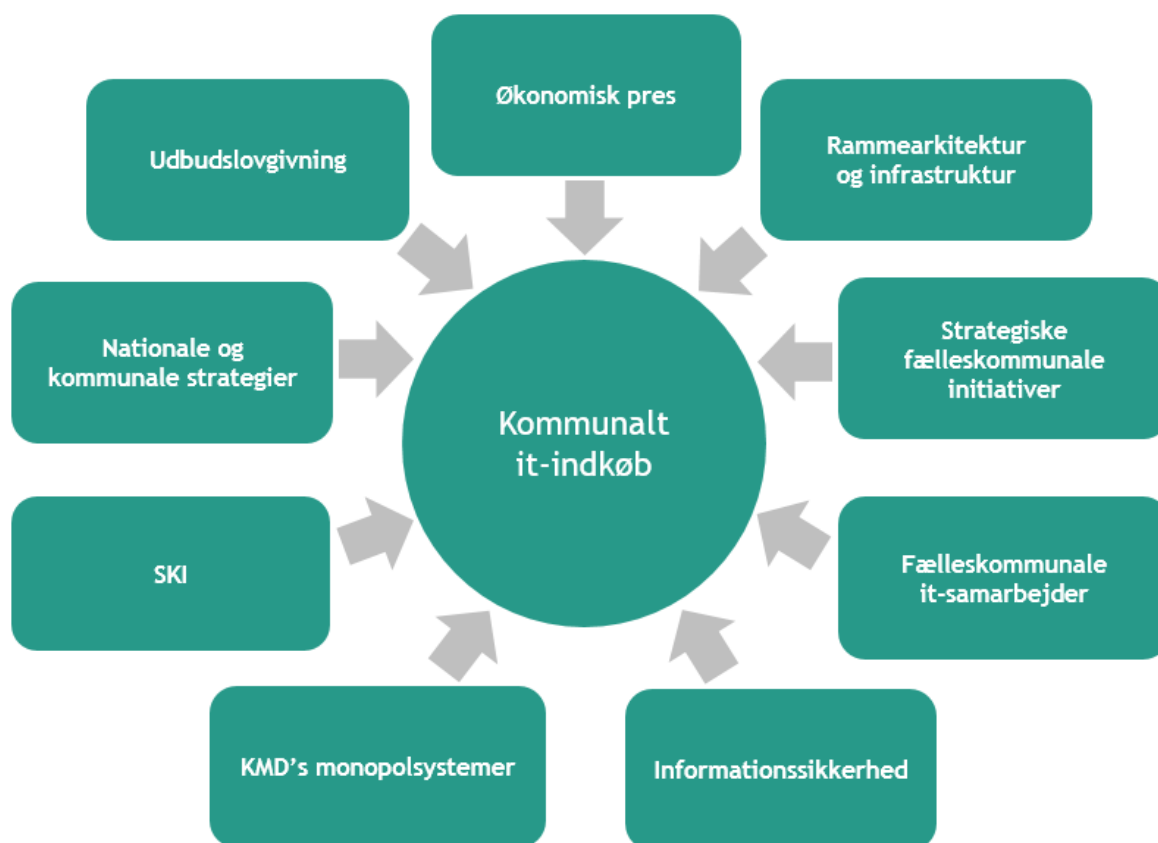 Økonomisk pres
Udbudslovgivning
Rammearkitektur
og infrastruktur
Nationale og
kommunale strategier
Strategiske
fælleskommunale
initiativer
Kommunalt
it-indkøb
SKI
Fælleskommunale
it-samarbejder
KMD's monopolsystemer
Informationssikkerhed